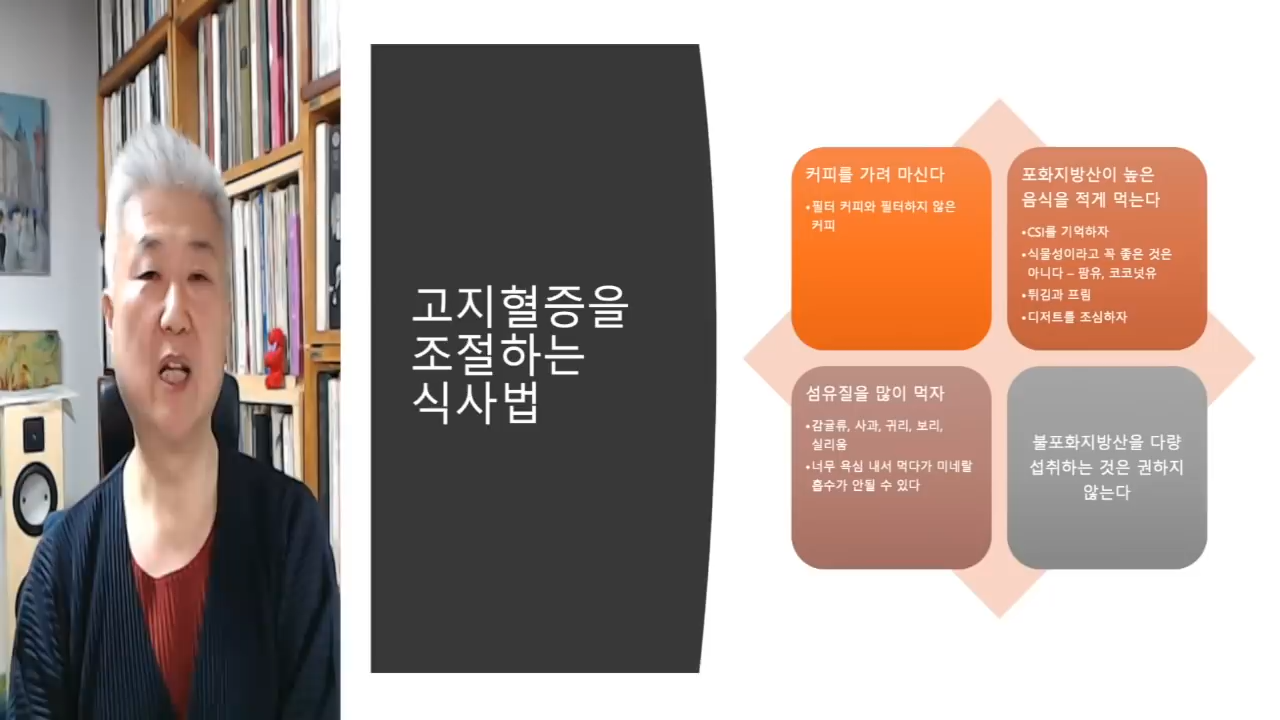 고지혈증을
조절하는
식사법
커피를 가려 마신다
•필터 커피와 필터하지 않은
커피
포화지방산이 높은
음식을 적게 먹는다
•CSI를 기억하자
•식물성이라고 꼭 좋은 것은
아니다 – 팜유, 코코넛유
•튀김과 프림
•디저트를 조심하자
섬유질을 많이 먹자
•감귤류, 사과, 귀리, 보리,
실리움
•너무 욕심 내서 먹다가 미네랄
흡수가 안될 수 있다
불포화지방산을 다량
섭취하는 것은 권하지
않는다